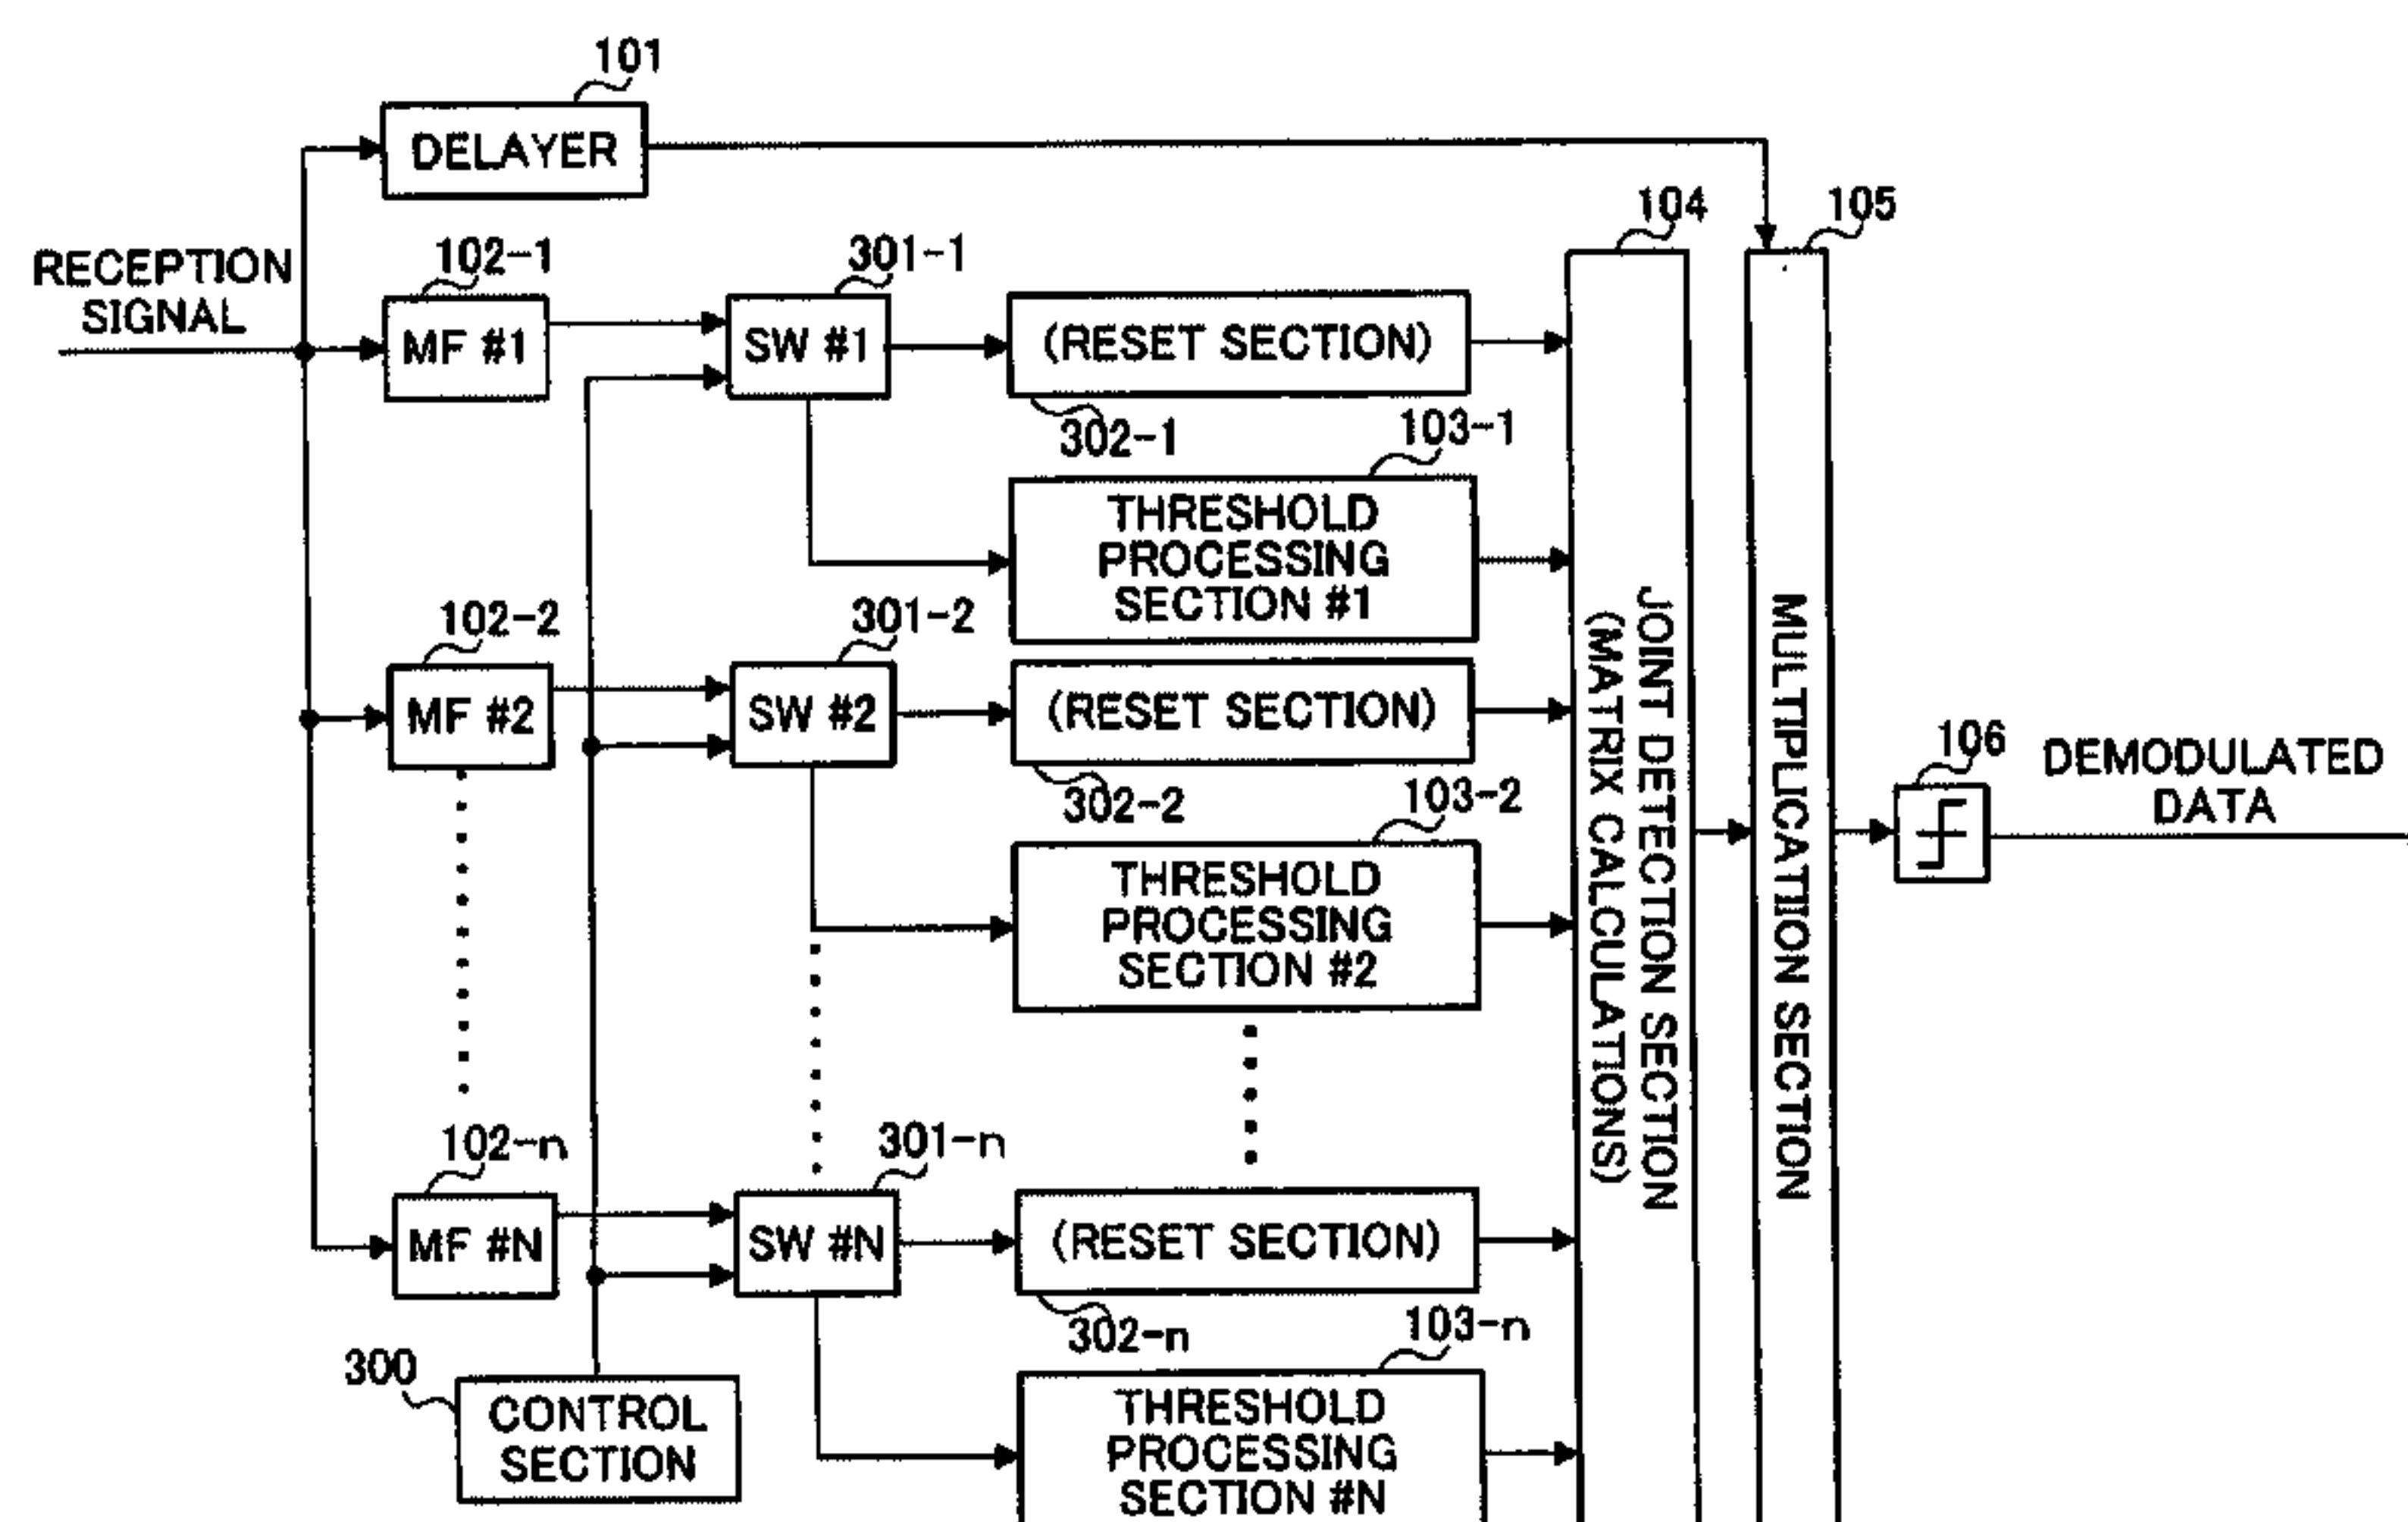 101
DELAYER
RECEPTION
SIGNAL
102-1
MF #1
301-1
SW #1
(RESET SECTION)
302-1
103-1
THRESHOLD
PROCESSING
SECTION #1
102-2
MF #2
301-2
SW #2
(RESET SECTION)
302-2
103-2
THRESHOLD
PROCESSING
SECTION #2
102-n
MF #N
301-n
SW #N
(RESET SECTION)
302-n
103-n
THRESHOLD
PROCESSING
SECTION #N
300
CONTROL
SECTION
104
JOINT DETECTION SECTION
(MATRIX CALCULATIONS)
105
MULTIPLICATION SECTION
106
DEMODULATED
DATA